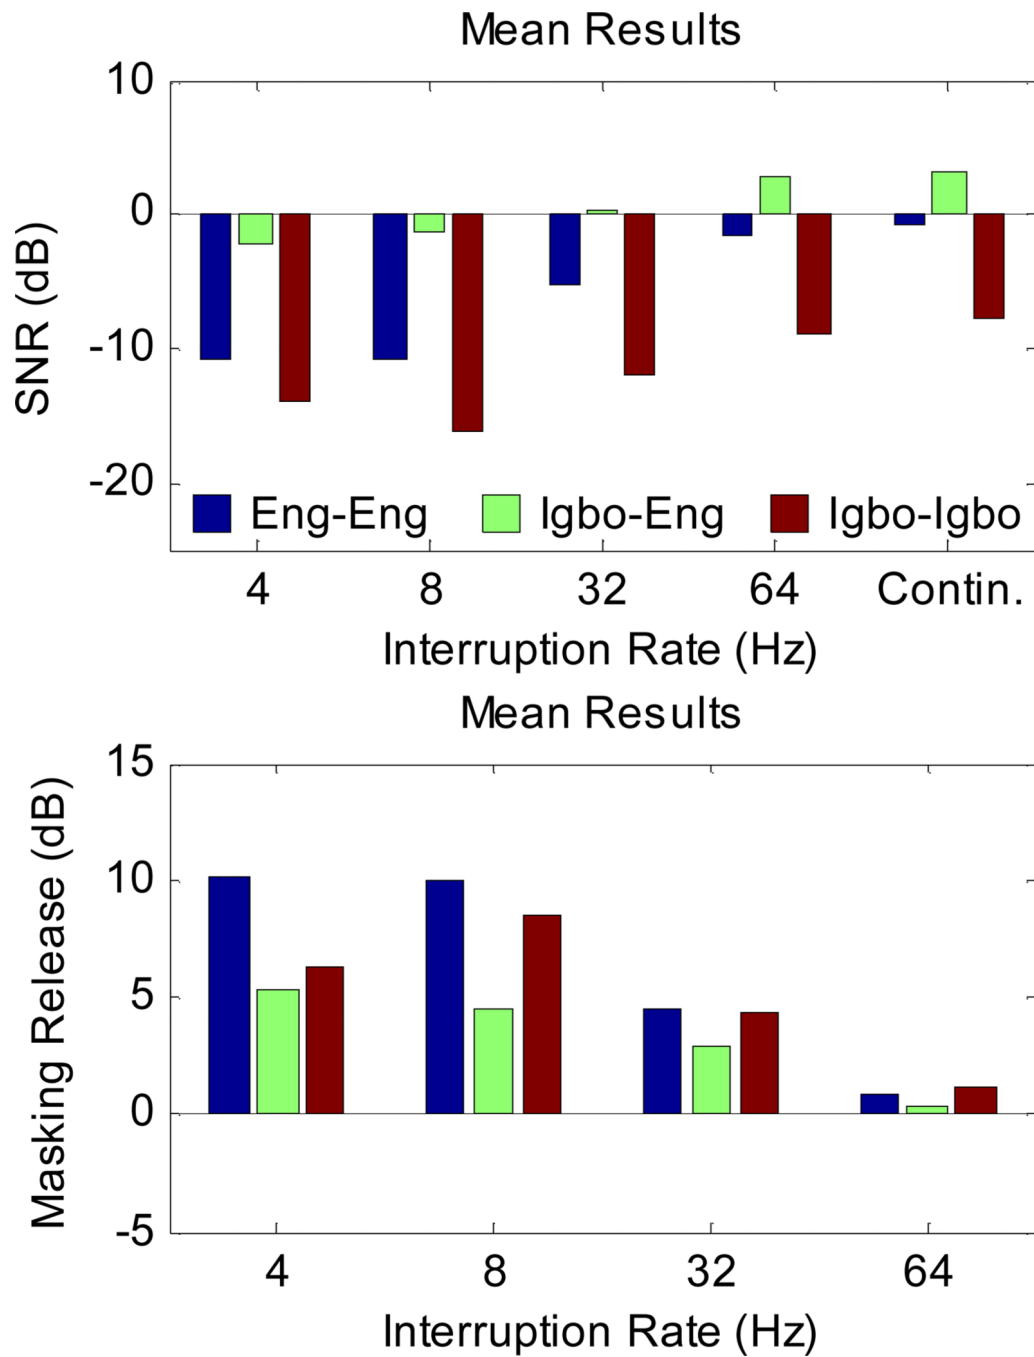 Mean Results
10
0
-10
-20
SNR (dB)
Eng-Eng Igbo-Eng Igbo-Igbo
4 8 32 64 Contin.
Interruption Rate (Hz)
Mean Results
15
10
5
0
-5
Masking Release (dB)
4 8 32 64
Interruption Rate (Hz)